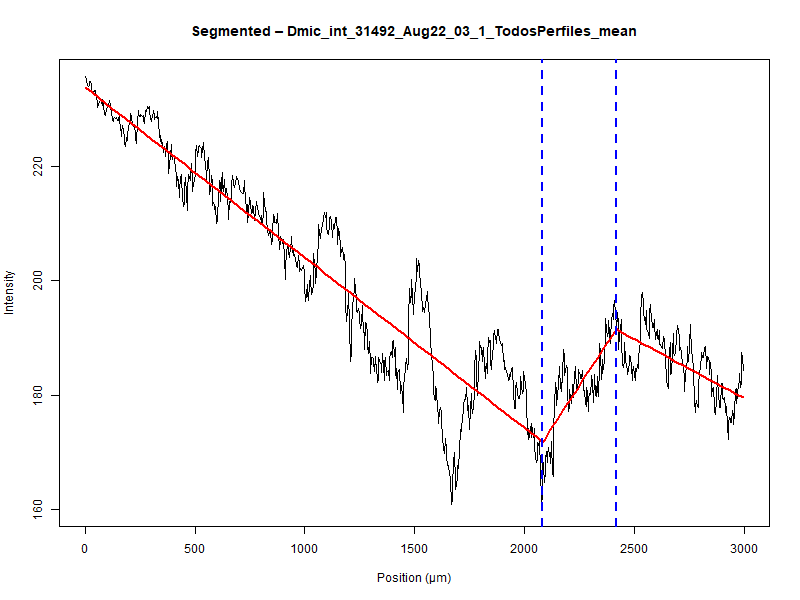 Segmented – Dmic_int_31492_Aug22_03_1_TodosPerfiles_mean
Intensity
220
200
180
160
0 500 1000 1500 2000 2500 3000
Position (µm)